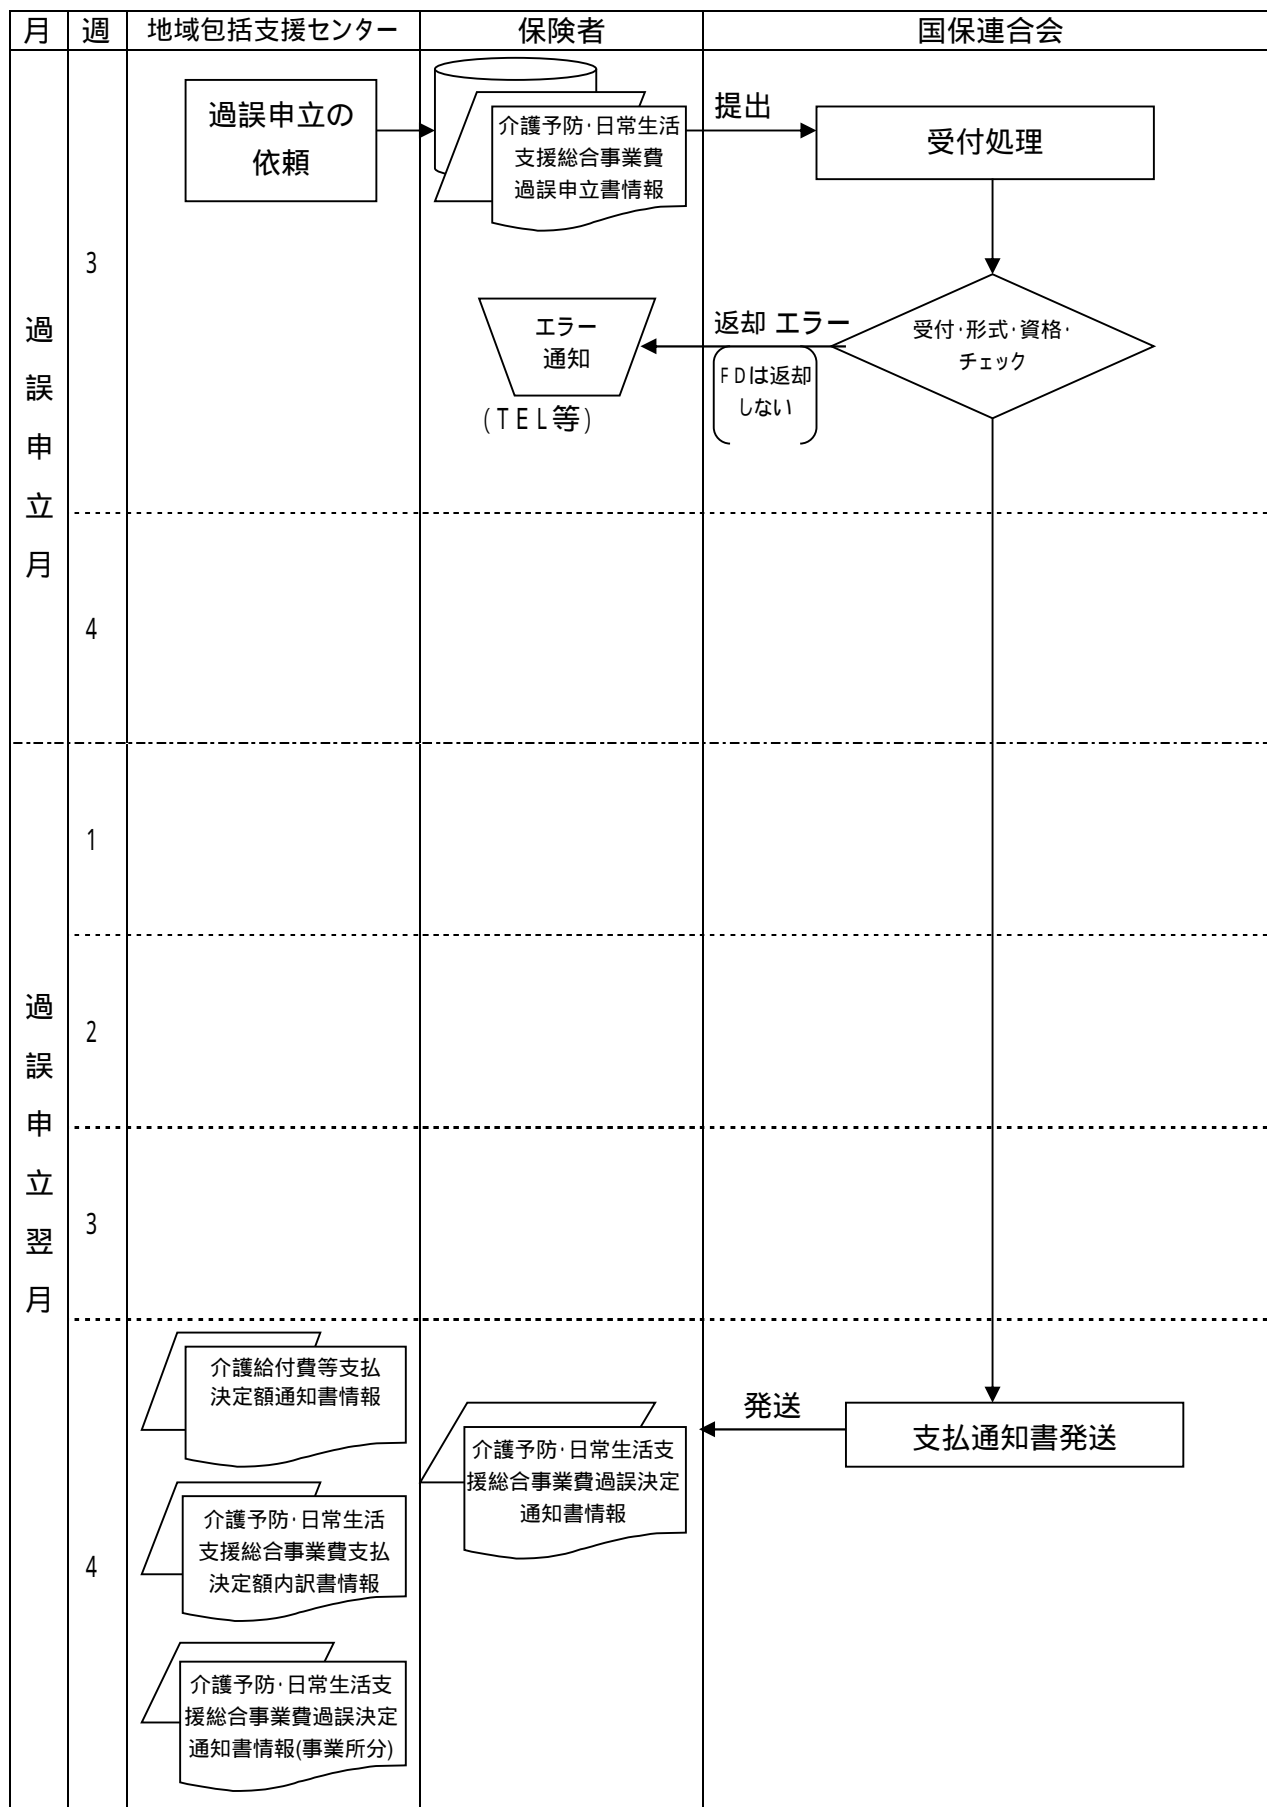 月 週 地域包括支援センター 保険者 国保連合会
過誤申立月
3
過誤申立の
依頼
介護予防·日常生活
支援総合事業費
過誤申立書情報
提出
受付処理
受付·形式·資格·
チェック
返却 エラー
FDは返却
しない
エラー
通知
(TEL等)
4
過誤申立翌月
1
2
3
4
介護給付費等支払
決定額通知書情報
介護予防·日常生活
支援総合事業費支払
決定額内訳書情報
介護予防·日常生活支
援総合事業費過誤決定
通知書情報(事業所分)
介護予防·日常生活支
援総合事業費過誤決定
通知書情報
発送
支払通知書発送